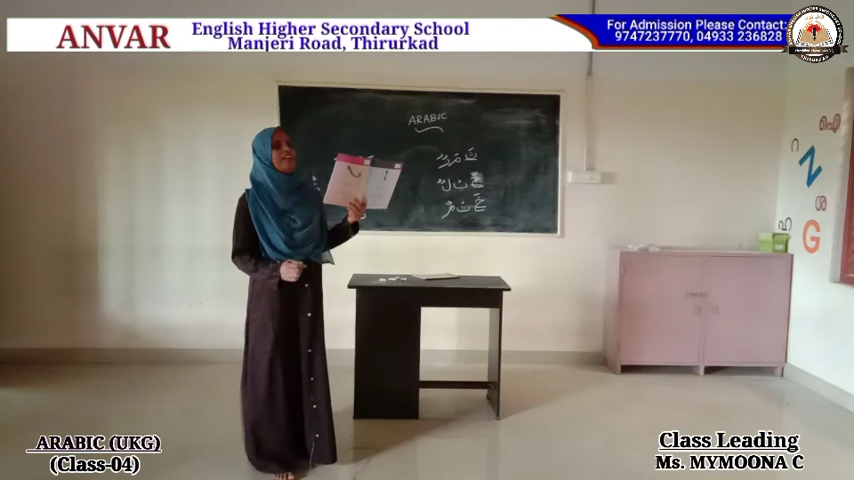 ANVAR
English Higher Secondary School
Manjeri Road, Thirurkad
For Admission Please Contact:
9747237770, 04933 236828
ARABIC
N
G
ARABIC (UKG)
(Class-04)
Class Leading
Ms. MYMOONA C